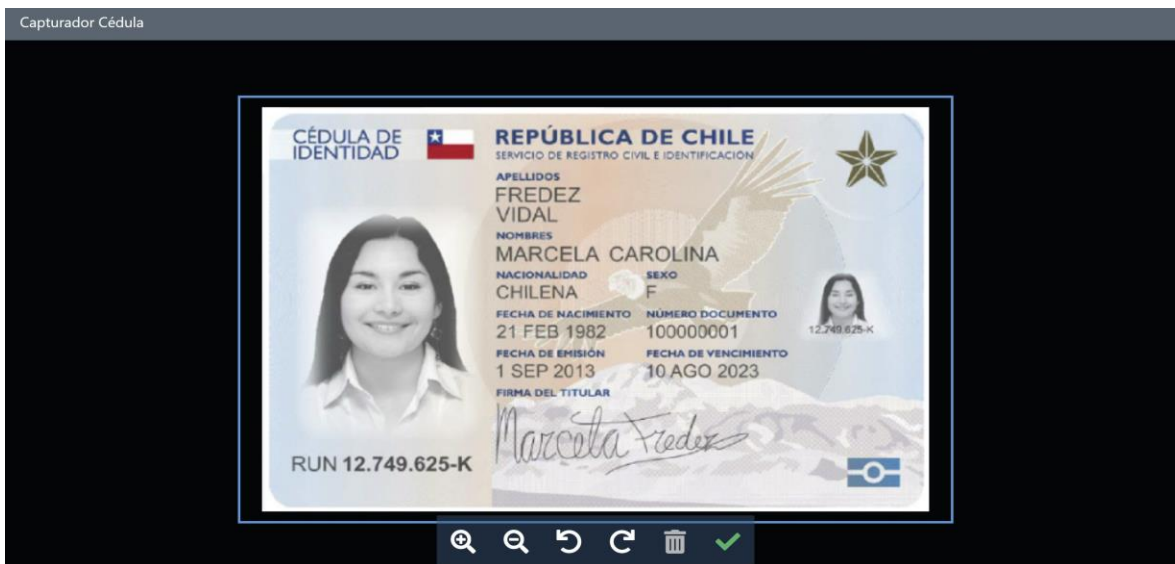 Capturador Cédula
CÉDULA DE
IDENTIDAD
REPÚBLICA DE CHILE
SERVICIO DE REGISTRO CIVIL E IDENTIFICACIÓN
APELLIDOS
FREDEZ
VIDAL
NOMBRES
MARCELA CAROLINA
NACIONALIDAD SEXO
CHILENA F
FECHA DE NACIMIENTO NÚMERO DOCUMENTO
21 FEB 1982 100000001
12.749.625-K
FECHA DE EMISIÓN FECHA DE VENCIMIENTO
1 SEP 2013 10 AGO 2023
FIRMA DEL TITULAR
Marcela Fredez
RUN 12.749.625-K